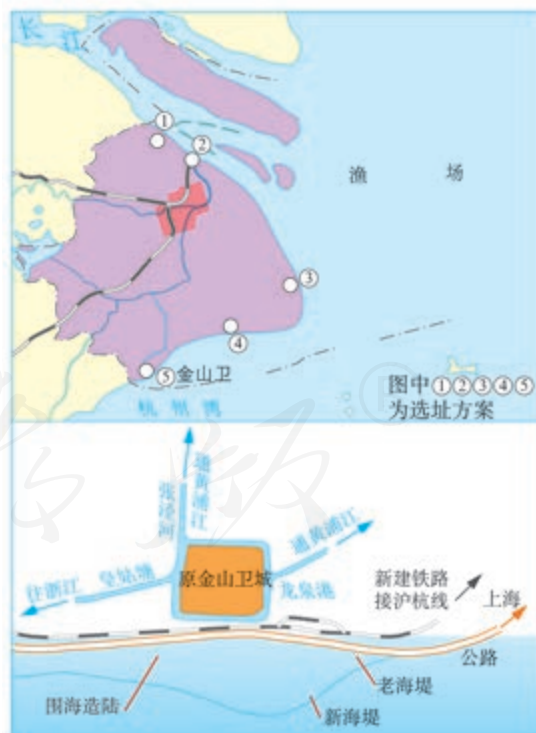 长江
①
②
渔场
③
④
⑤ 金山卫
杭州湾
图中①②③④⑤
为选址方案
通黄浦江
张泾河
通黄浦江
往浙江
皇姑塘
原金山卫城
龙泉港
新建铁路
接沪杭线
上海
公路
老海堤
围海造陆
新海堤